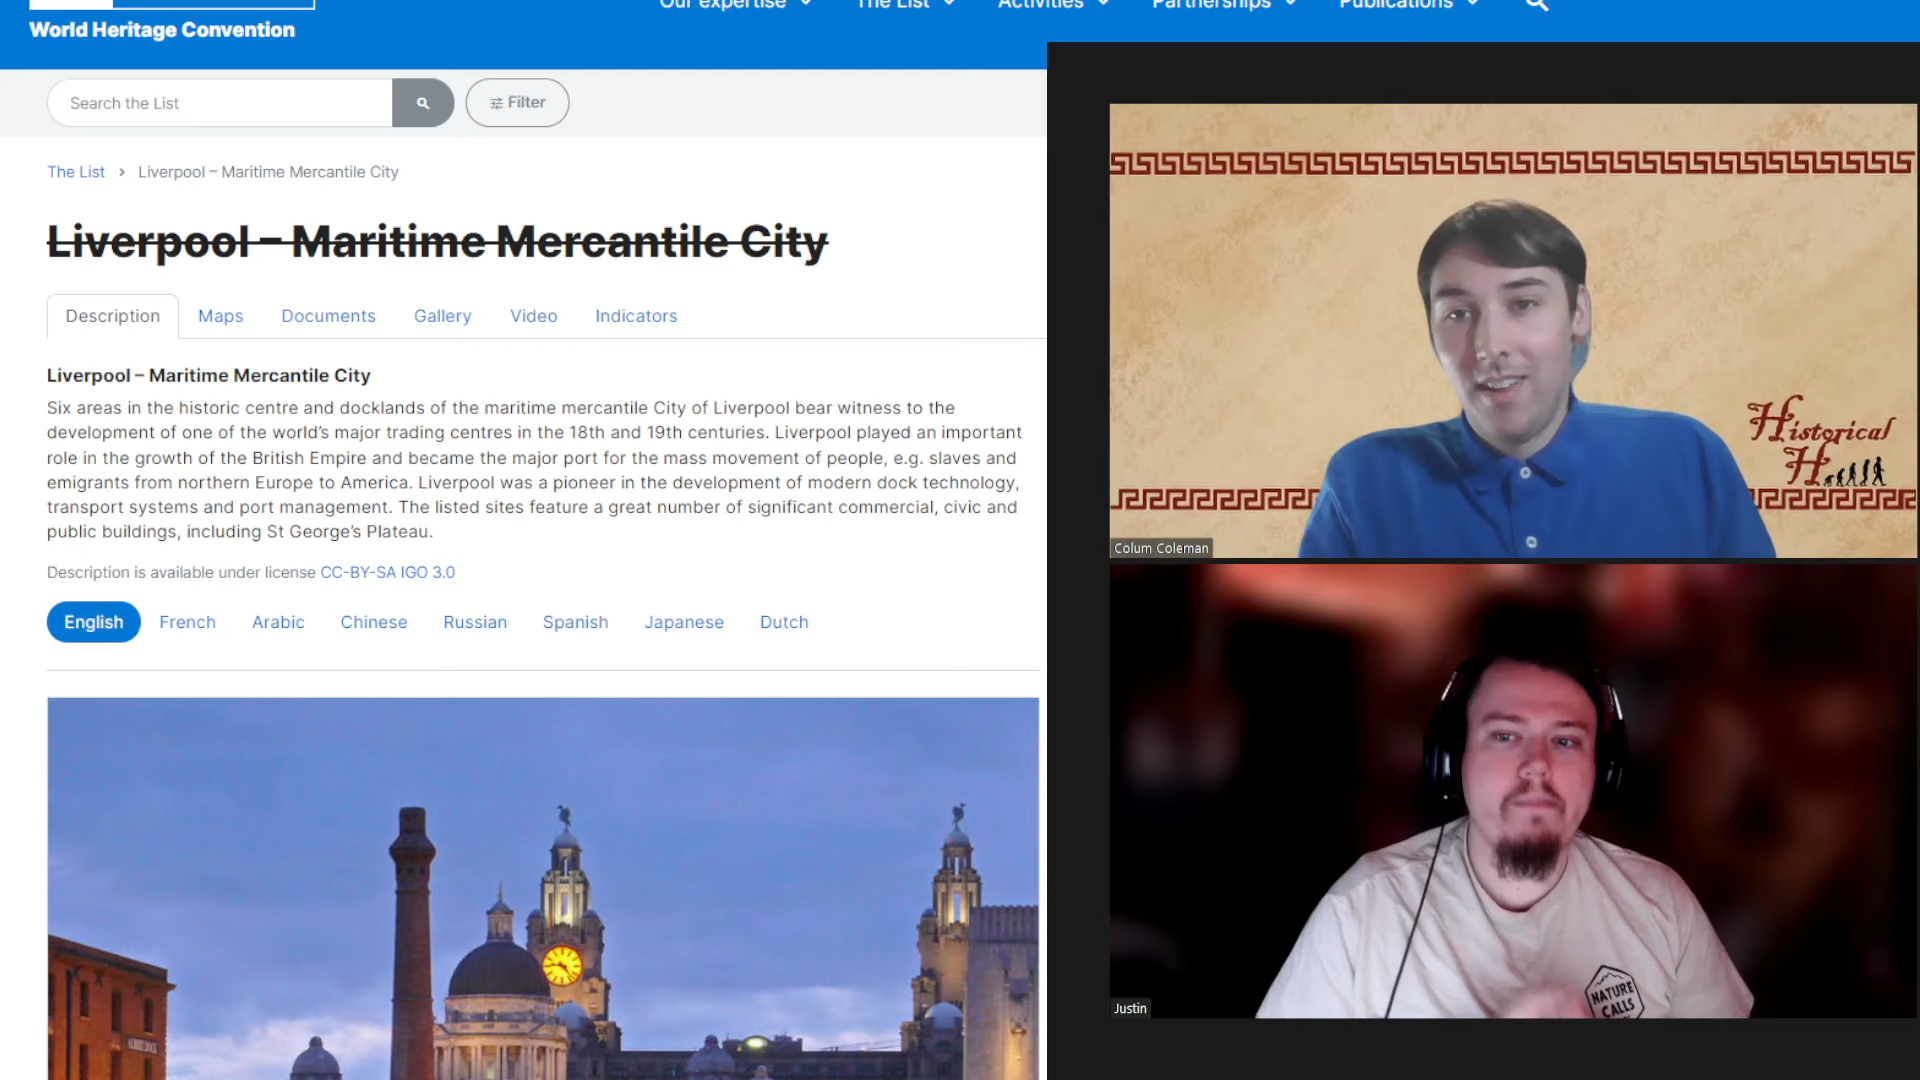 World Heritage Convention
Our expertise
The List
Activities
Partnerships
Publications
Search the List
Filter
The List > Liverpool – Maritime Mercantile City
Liverpool – Maritime Mercantile City
Description
Maps
Documents
Gallery
Video
Indicators
Liverpool – Maritime Mercantile City
Six areas in the historic centre and docklands of the maritime mercantile City of Liverpool bear witness to the
development of one of the world's major trading centres in the 18th and 19th centuries. Liverpool played an important
role in the growth of the British Empire and became the major port for the mass movement of people, e.g. slaves and
emigrants from northern Europe to America. Liverpool was a pioneer in the development of modern dock technology,
transport systems and port management. The listed sites feature a great number of significant commercial, civic and
public buildings, including St George's Plateau.
Description is available under license CC-BY-SA IGO 3.0
English
French
Arabic
Chinese
Russian
Spanish
Japanese
Dutch
Historical
H
Colum Coleman
NATURE
CALLS
Justin